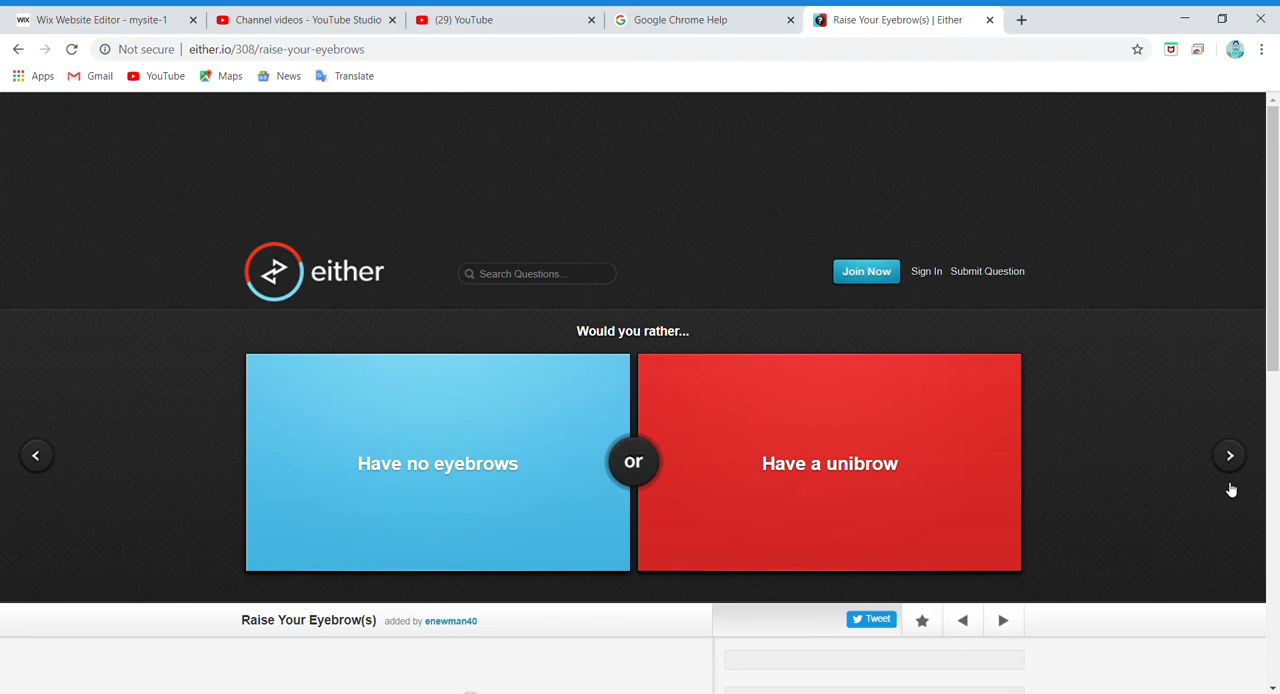 WIX Wix Website Editor - mysite-1
Channel videos - YouTube Studio
(29) YouTube
Google Chrome Help
Raise Your Eyebrow(s) | Either
Not secure | either.io/308/raise-your-eyebrows
Apps Gmail YouTube Maps News Translate
either
Search Questions...
Join Now Sign In Submit Question
Would you rather...
Have no eyebrows
or
Have a unibrow
Raise Your Eyebrow(s) added by enewman40
Tweet